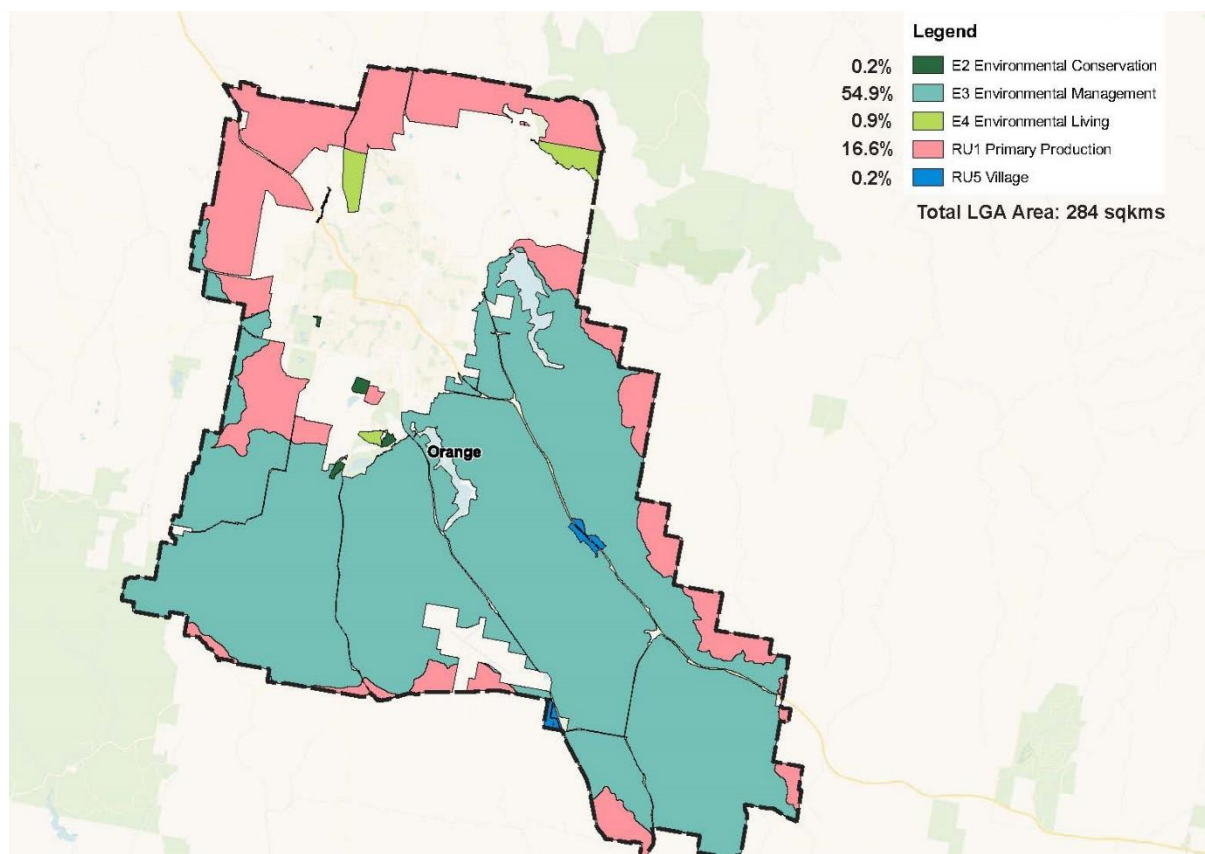 Legend
0.2% E2 Environmental Conservation
54.9% E3 Environmental Management
0.9% E4 Environmental Living
16.6% RU1 Primary Production
0.2% RU5 Village
Total LGA Area: 284 sqkms
Orange